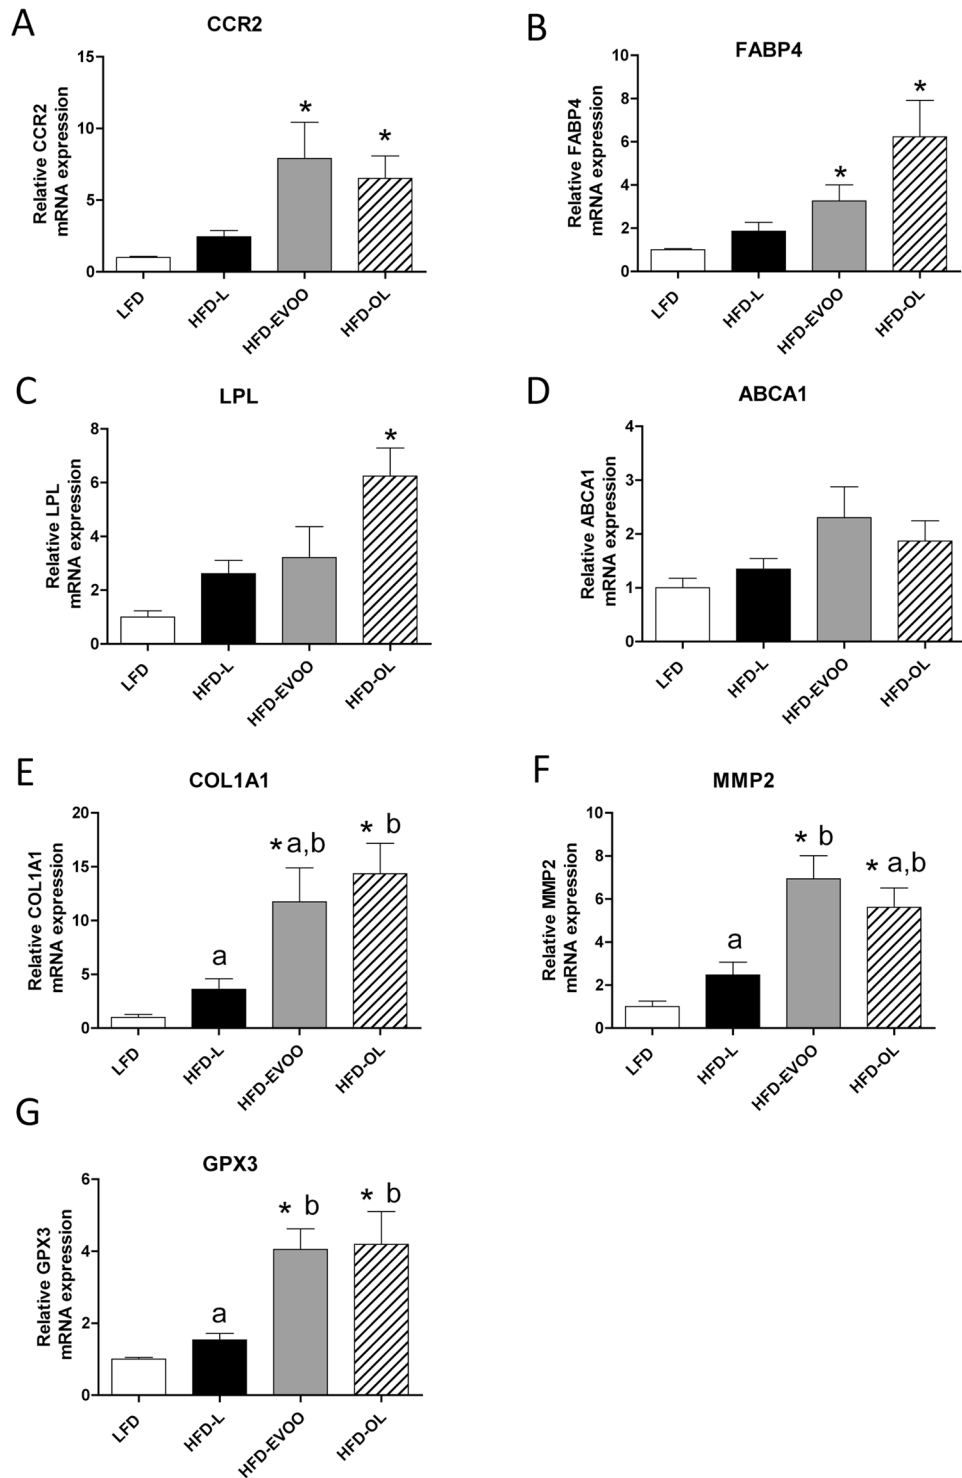 A
CCR2
Relative CCR2
mRNA expression
15
10
5
0
*
*
LFD
HFD-L
HFD-EVOO
HFD-OL
B
FABP4
Relative FABP4
mRNA expression
10
8
6
4
2
0
*
*
LFD
HFD-L
HFD-EVOO
HFD-OL
C
LPL
Relative LPL
mRNA expression
8
6
4
2
0
*
LFD
HFD-L
HFD-EVOO
HFD-OL
D
ABCA1
Relative ABCA1
mRNA expression
4
3
2
1
0
LFD
HFD-L
HFD-EVOO
HFD-OL
E
COL1A1
Relative COL1A1
mRNA expression
20
15
10
5
0
a
* a,b
* b
LFD
HFD-L
HFD-EVOO
HFD-OL
F
MMP2
Relative MMP2
mRNA expression
10
8
6
4
2
0
a
* b
* a,b
LFD
HFD-L
HFD-EVOO
HFD-OL
G
GPX3
Relative GPX3
mRNA expression
6
4
2
0
a
* b
* b
LFD
HFD-L
HFD-EVOO
HFD-OL